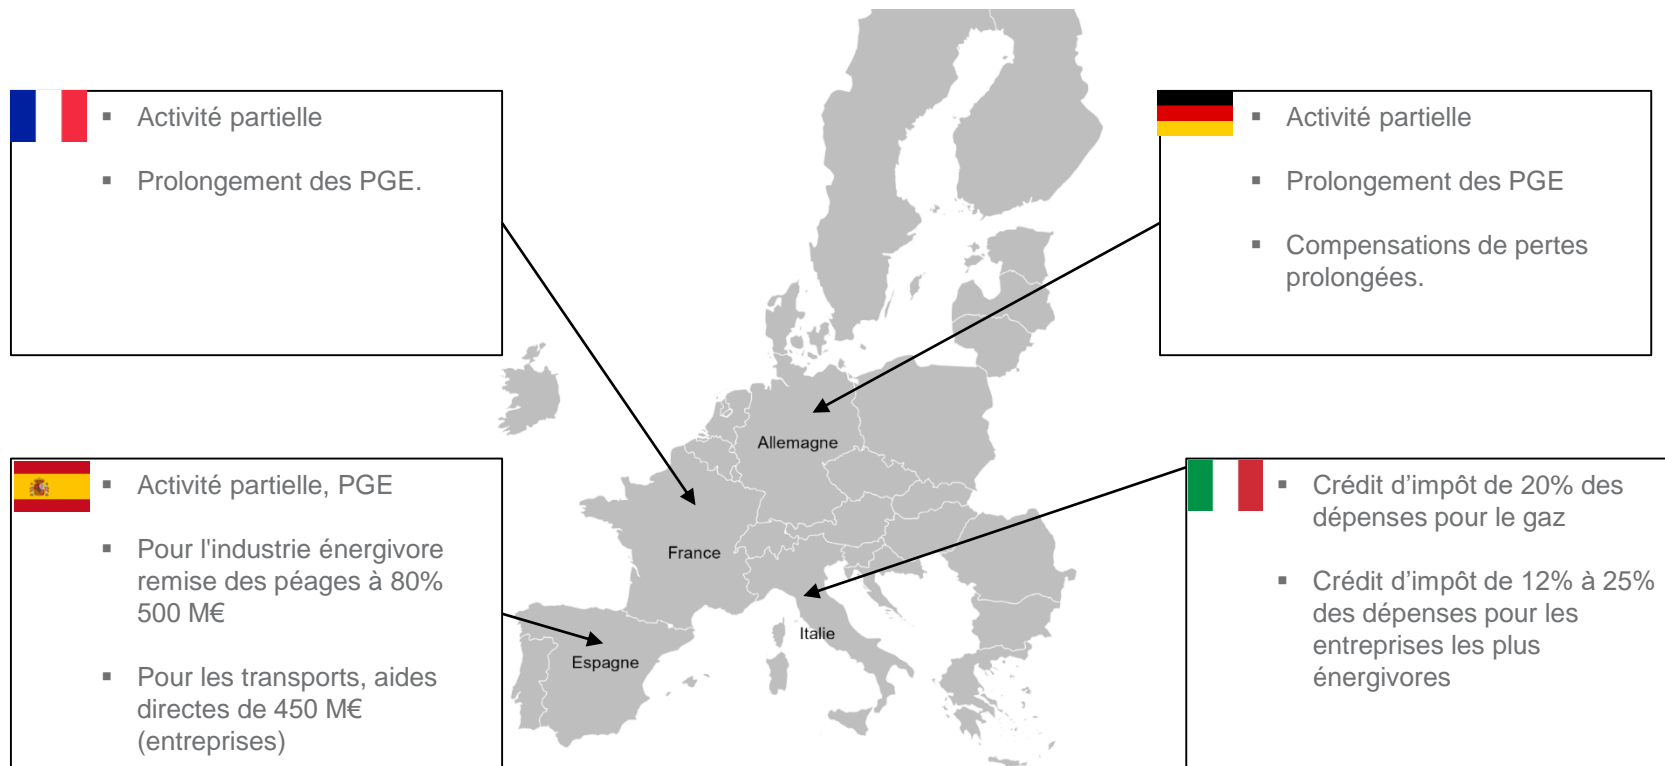 Activité partielle
Prolongement des PGE.
Activité partielle
Prolongement des PGE
Compensations de pertes
prolongées.
Allemagne
France
Italie
Espagne
Activité partielle, PGE
Pour l'industrie énergivore
remise des péages à 80%
500 M€
Pour les transports, aides
directes de 450 M€
(entreprises)
Crédit d’impôt de 20% des
dépenses pour le gaz
Crédit d’impôt de 12% à 25%
des dépenses pour les
entreprises les plus
énergivores